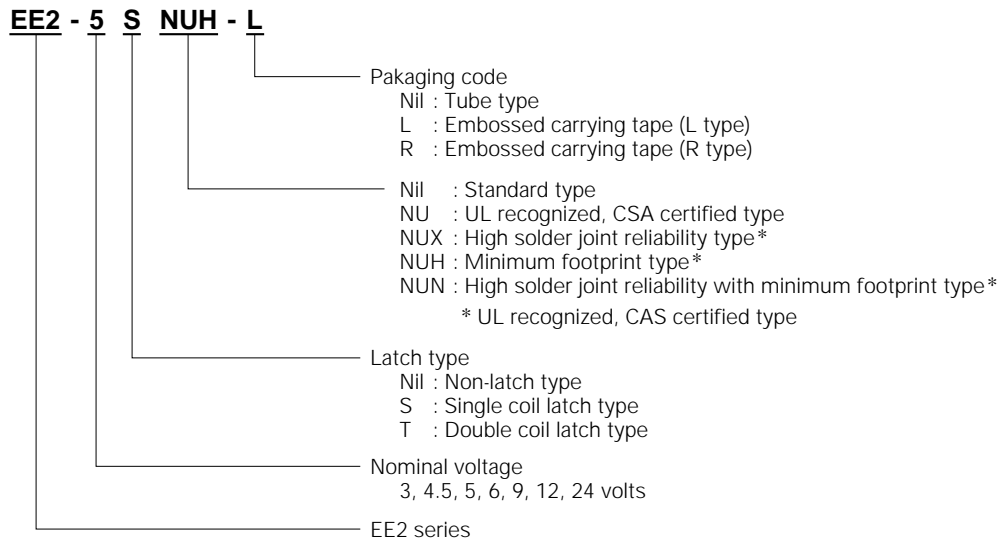 EE2 - 5 S NUH - L
Pakaging code
Nil : Tube type
L : Embossed carrying tape (L type)
R : Embossed carrying tape (R type)
Nil : Standard type
NU : UL recognized, CSA certified type
NUX : High solder joint reliability type*
NUH : Minimum footprint type*
NUN : High solder joint reliability with minimum footprint type*
* UL recognized, CAS certified type
Latch type
Nil : Non-latch type
S : Single coil latch type
T : Double coil latch type
Nominal voltage
3, 4.5, 5, 6, 9, 12, 24 volts
EE2 series